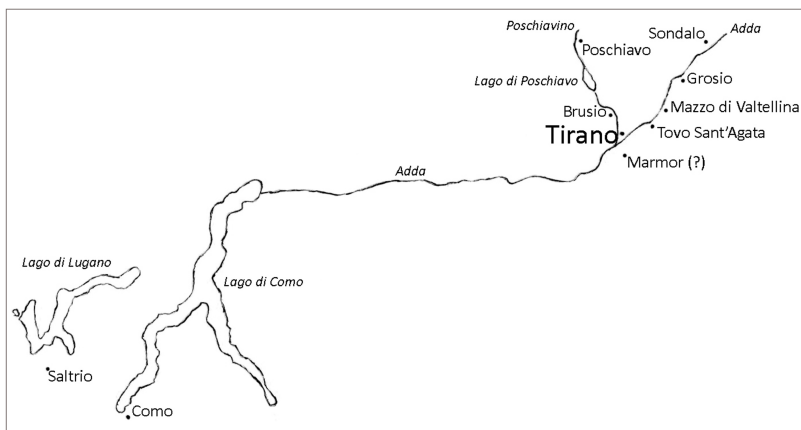 Poschiavino
Sondalo
Adda
Poschiavo
Lago di Poschiavo
Grosio
Brusio
Mazzo di Valtellina
Tirano
Tovo Sant'Agata
Marmor (?)
Adda
Lago di Lugano
Lago di Como
Saltrio
Como